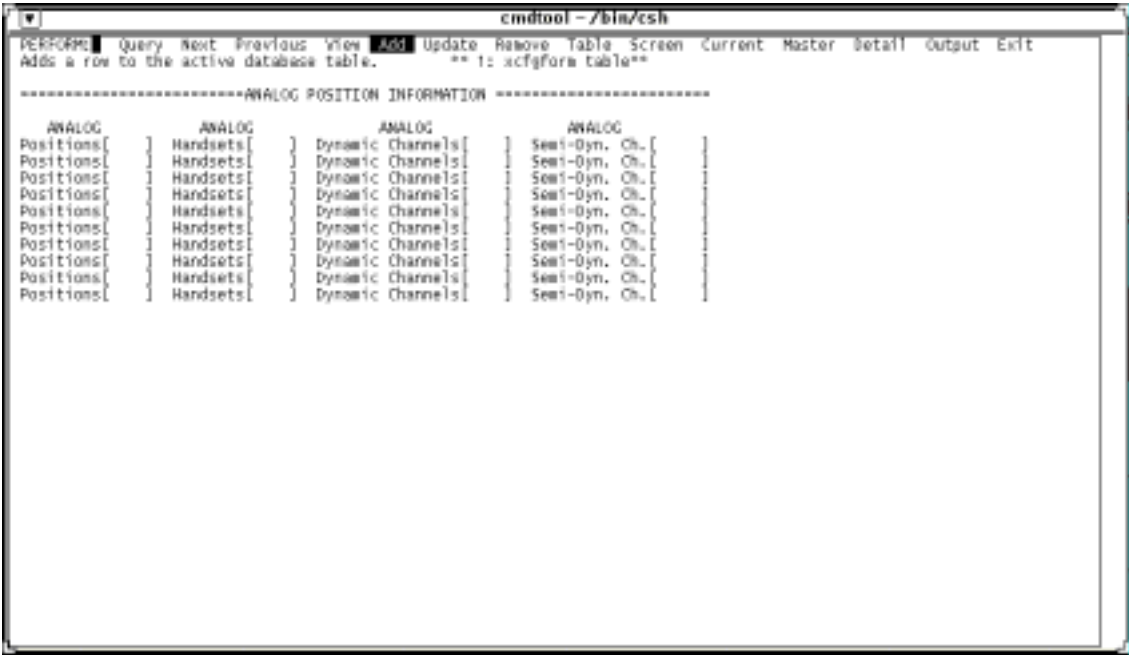 cmdtool - /bin/csh
PERFORM: Query Next Previous View Add Update Remove Table Screen Current Master Detail Output Exit
Adds a row to the active database table. ** 1: xcfgform table**
=========================ANALOG POSITION INFORMATION ========================
ANALOG ANALOG ANALOG ANALOG
Positions[ ] Handsets[ ] Dynamic Channels[ ] Semi-Dyn. Ch.[ ]
Positions[ ] Handsets[ ] Dynamic Channels[ ] Semi-Dyn. Ch.[ ]
Positions[ ] Handsets[ ] Dynamic Channels[ ] Semi-Dyn. Ch.[ ]
Positions[ ] Handsets[ ] Dynamic Channels[ ] Semi-Dyn. Ch.[ ]
Positions[ ] Handsets[ ] Dynamic Channels[ ] Semi-Dyn. Ch.[ ]
Positions[ ] Handsets[ ] Dynamic Channels[ ] Semi-Dyn. Ch.[ ]
Positions[ ] Handsets[ ] Dynamic Channels[ ] Semi-Dyn. Ch.[ ]
Positions[ ] Handsets[ ] Dynamic Channels[ ] Semi-Dyn. Ch.[ ]
Positions[ ] Handsets[ ] Dynamic Channels[ ] Semi-Dyn. Ch.[ ]
Positions[ ] Handsets[ ] Dynamic Channels[ ] Semi-Dyn. Ch.[ ]